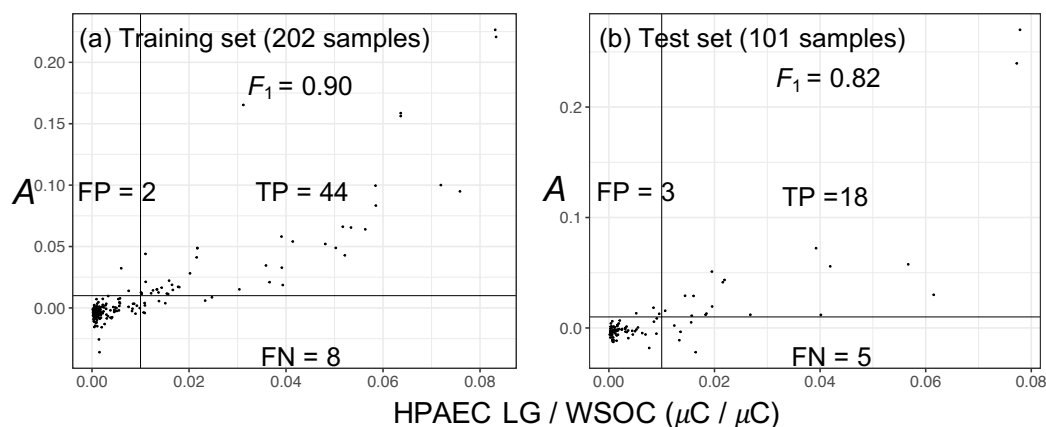 (a) Training set (202 samples)
F1 = 0.90
FP = 2
TP = 44
FN = 8
A
0.20
0.15
0.10
0.05
0.00
0.00
0.02
0.04
0.06
0.08
(b) Test set (101 samples)
F1 = 0.82
FP = 3
TP =18
FN = 5
A
0.2
0.1
0.0
0.00
0.02
0.04
0.06
0.08
HPAEC LG / WSOC (μC / μC)